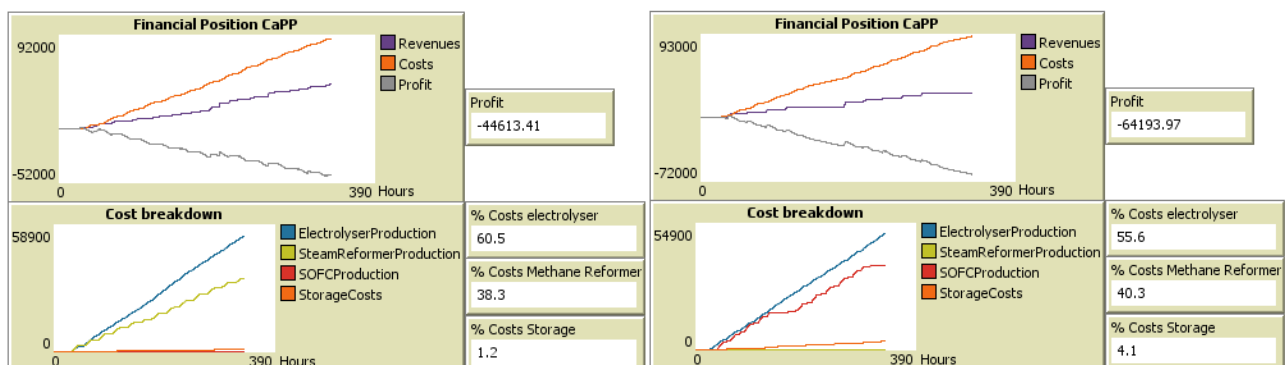 Financial Position CaPP
92000
-52000
0
390
Hours
Revenues
Costs
Profit
Profit
-44613.41
Cost breakdown
58900
0
0
390
Hours
ElectrolyserProduction
SteamReformerProduction
SOFCProduction
StorageCosts
% Costs electrolyser
60.5
% Costs Methane Reformer
38.3
% Costs Storage
1.2
Financial Position CaPP
93000
-72000
0
390
Hours
Revenues
Costs
Profit
Profit
-64193.97
Cost breakdown
54900
0
0
390
Hours
ElectrolyserProduction
SteamReformerProduction
SOFCProduction
StorageCosts
% Costs electrolyser
55.6
% Costs Methane Reformer
40.3
% Costs Storage
4.1